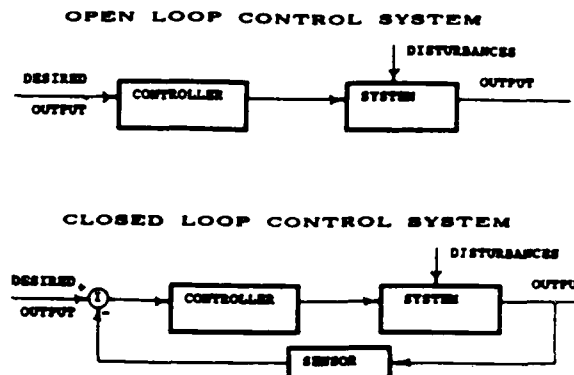 OPEN LOOP CONTROL SYSTEM
DISTURBANCES
DESIRED
OUTPUT
CONTROLLER
SYSTEM
OUTPUT
CLOSED LOOP CONTROL SYSTEM
DISTURBANCES
DESIRED +
OUTPUT
Σ
-
CONTROLLER
SYSTEM
OUTPU
SENSOR